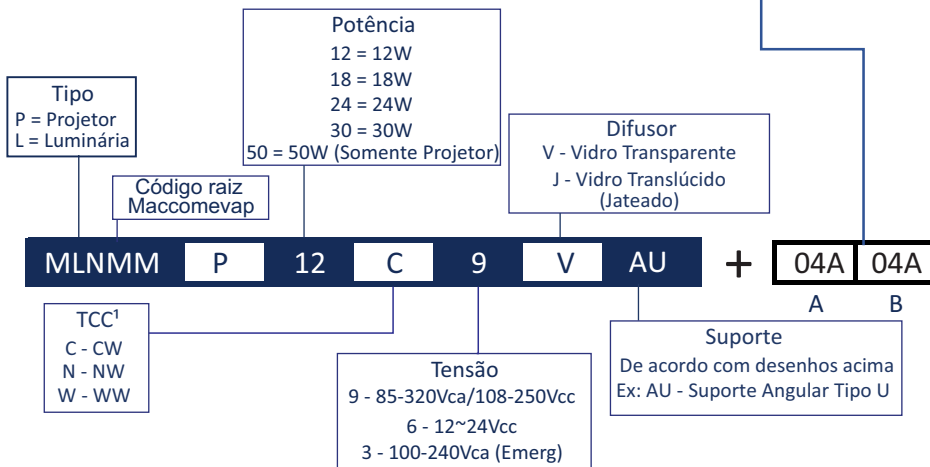 Potência
12 = 12W
18 = 18W
24 = 24W
30 = 30W
50 = 50W (Somente Projetor)
Tipo
P = Projetor
L = Luminária
Código raiz
Maccomevap
Difusor
V - Vidro Transparente
J - Vidro Translúcido
(Jateado)
MLNMM P 12 C 9 V AU + 04A 04A
A B
TCC¹
C - CW
N - NW
W - WW
Tensão
9 - 85-320Vca/108-250Vcc
6 - 12~24Vcc
3 - 100-240Vca (Emerg)
Suporte
De acordo com desenhos acima
Ex: AU - Suporte Angular Tipo U